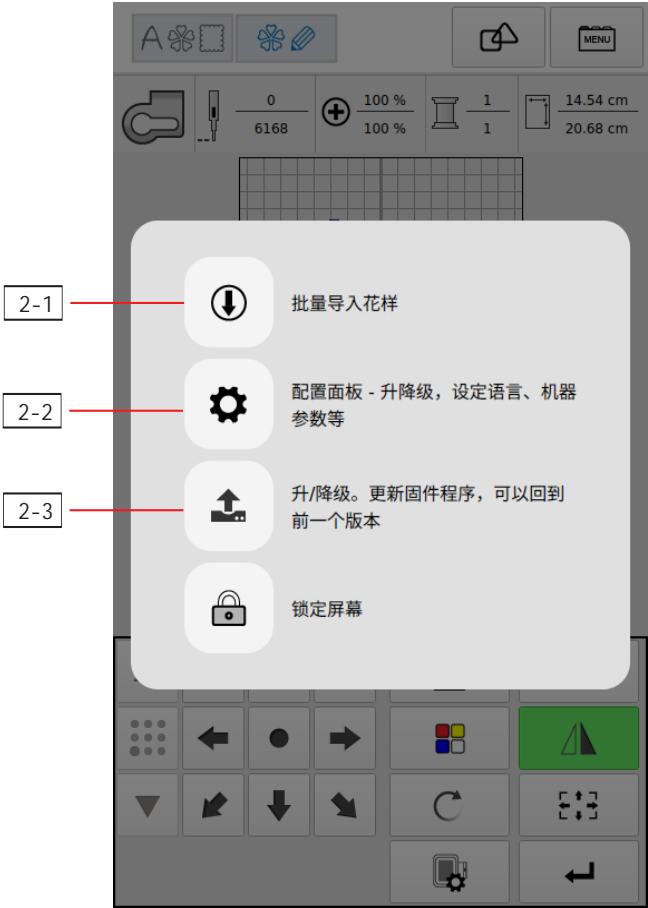 A
MENU
0
6168
100 %
100 %
1
1
14.54 cm
20.68 cm
2-1
批量导入花样
2-2
配置面板 - 升降级，设定语言、机器
参数等
2-3
升/降级。更新固件程序，可以回到
前一个版本
锁定屏幕